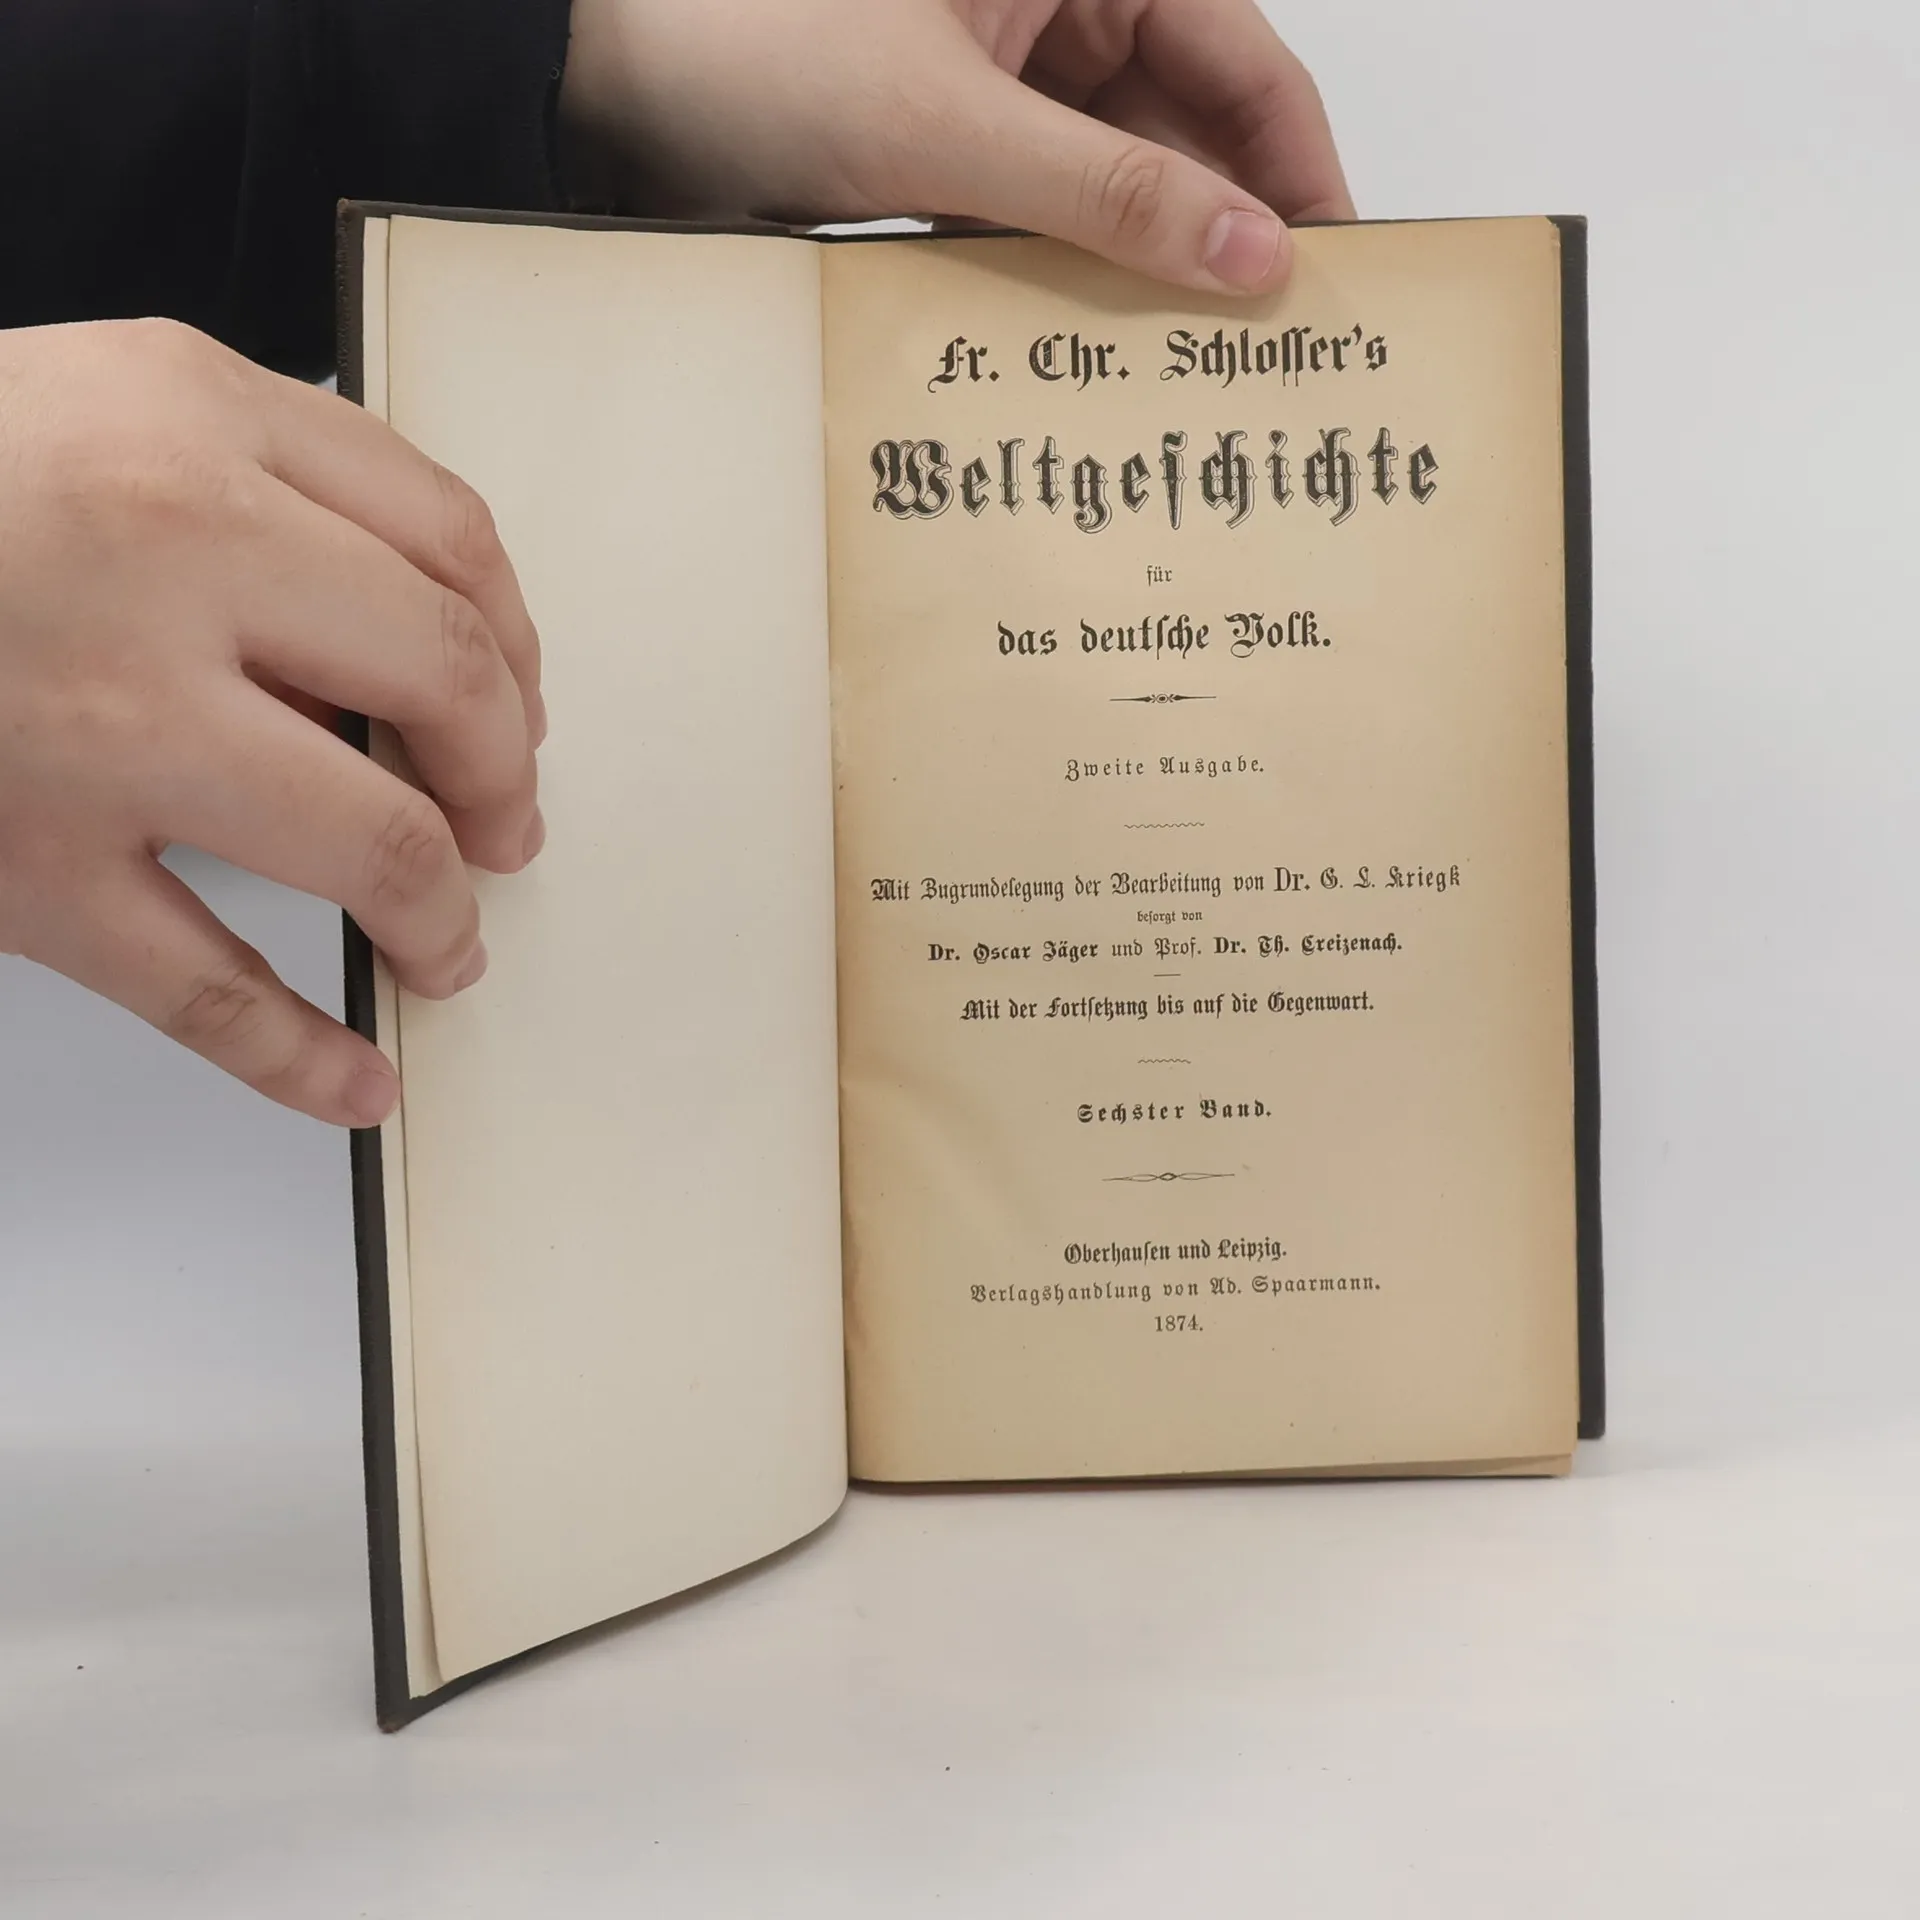 Fr. Chr. Schloſſer's
Weltgeſchichte
für
das deutſche Volk.
Zweite Ausgabe.
Mit Zugrundelegung der Bearbeitung von Dr. G. L. Kriegk
beſorgt von
Dr. Oscar Jäger und Prof. Dr. Th. Creizenach.
Mit der Fortſetzung bis auf die Gegenwart.
Sechster Band.
Oberhauſen und Leipzig.
Verlagshandlung von Ad. Spaarmann.
1874.